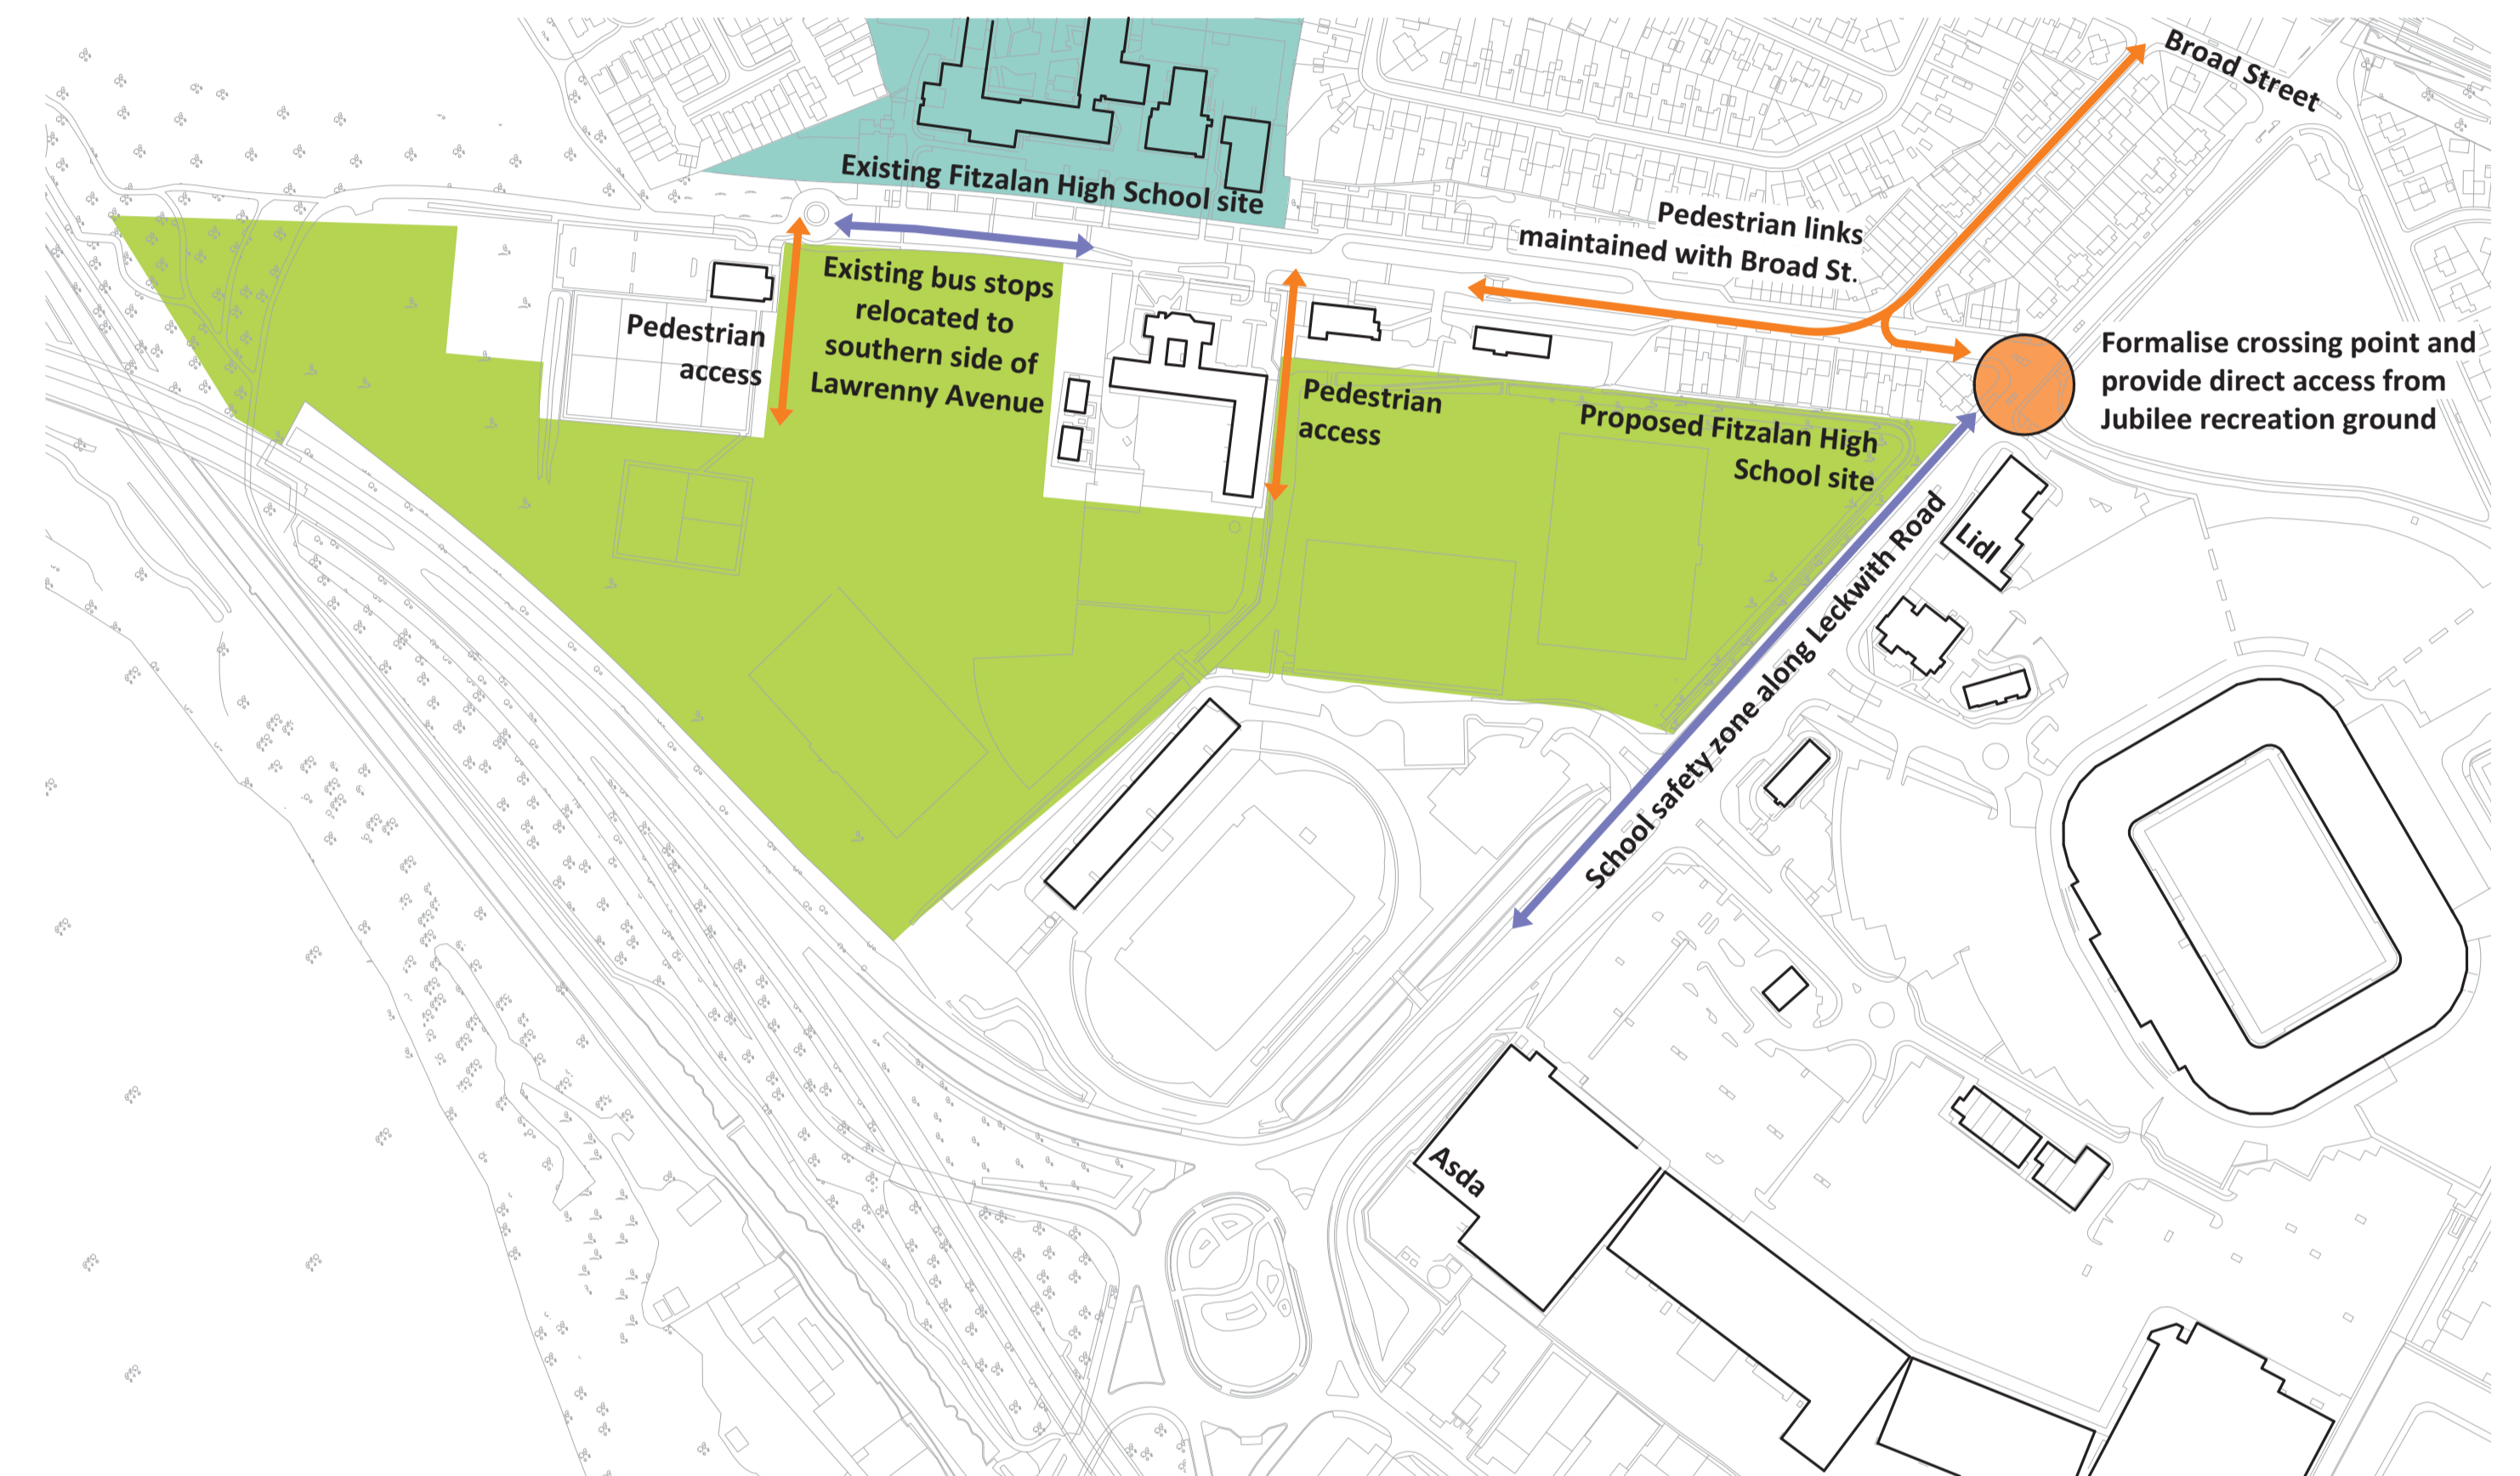 Broad Street
Existing Fitzalan High School site
Pedestrian links
maintained with Broad St.
Existing bus stops
relocated to
southern side of
Lawrenny Avenue
Pedestrian
access
Formalise crossing point and
provide direct access from
Jubilee recreation ground
Pedestrian
access
Proposed Fitzalan High
School site
Lidl
School safety zone along Leckwith Road
Asda